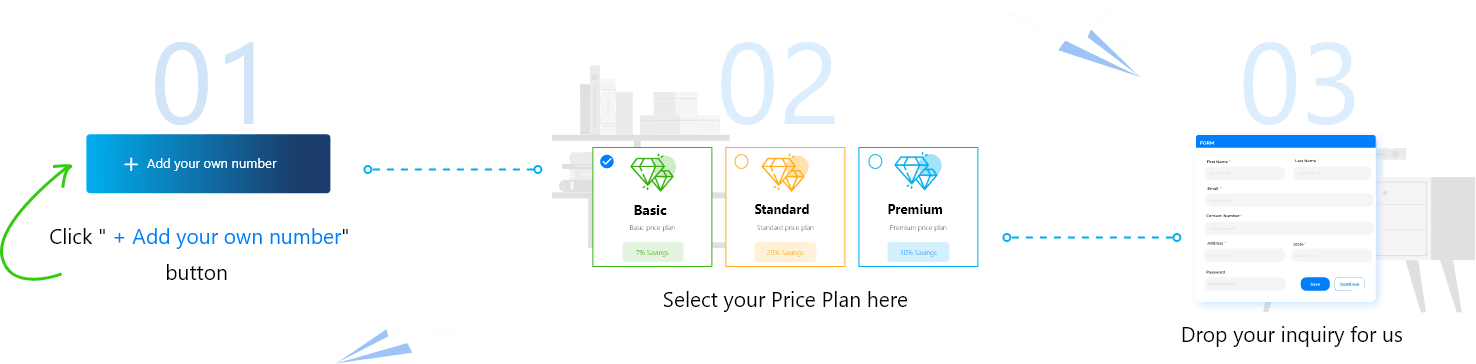 01
+ Add your own number
Click " + Add your own number"
button
02
Basic
Basic price plan
7% Savings
Standard
Standard price plan
20% Savings
Premium
Premium price plan
30% Savings
Select your Price Plan here
03
FORM
First Name *
Last Name *
Email *
Contact Number *
Address *
State *
Password
Save
Continue
Drop your inquiry for us